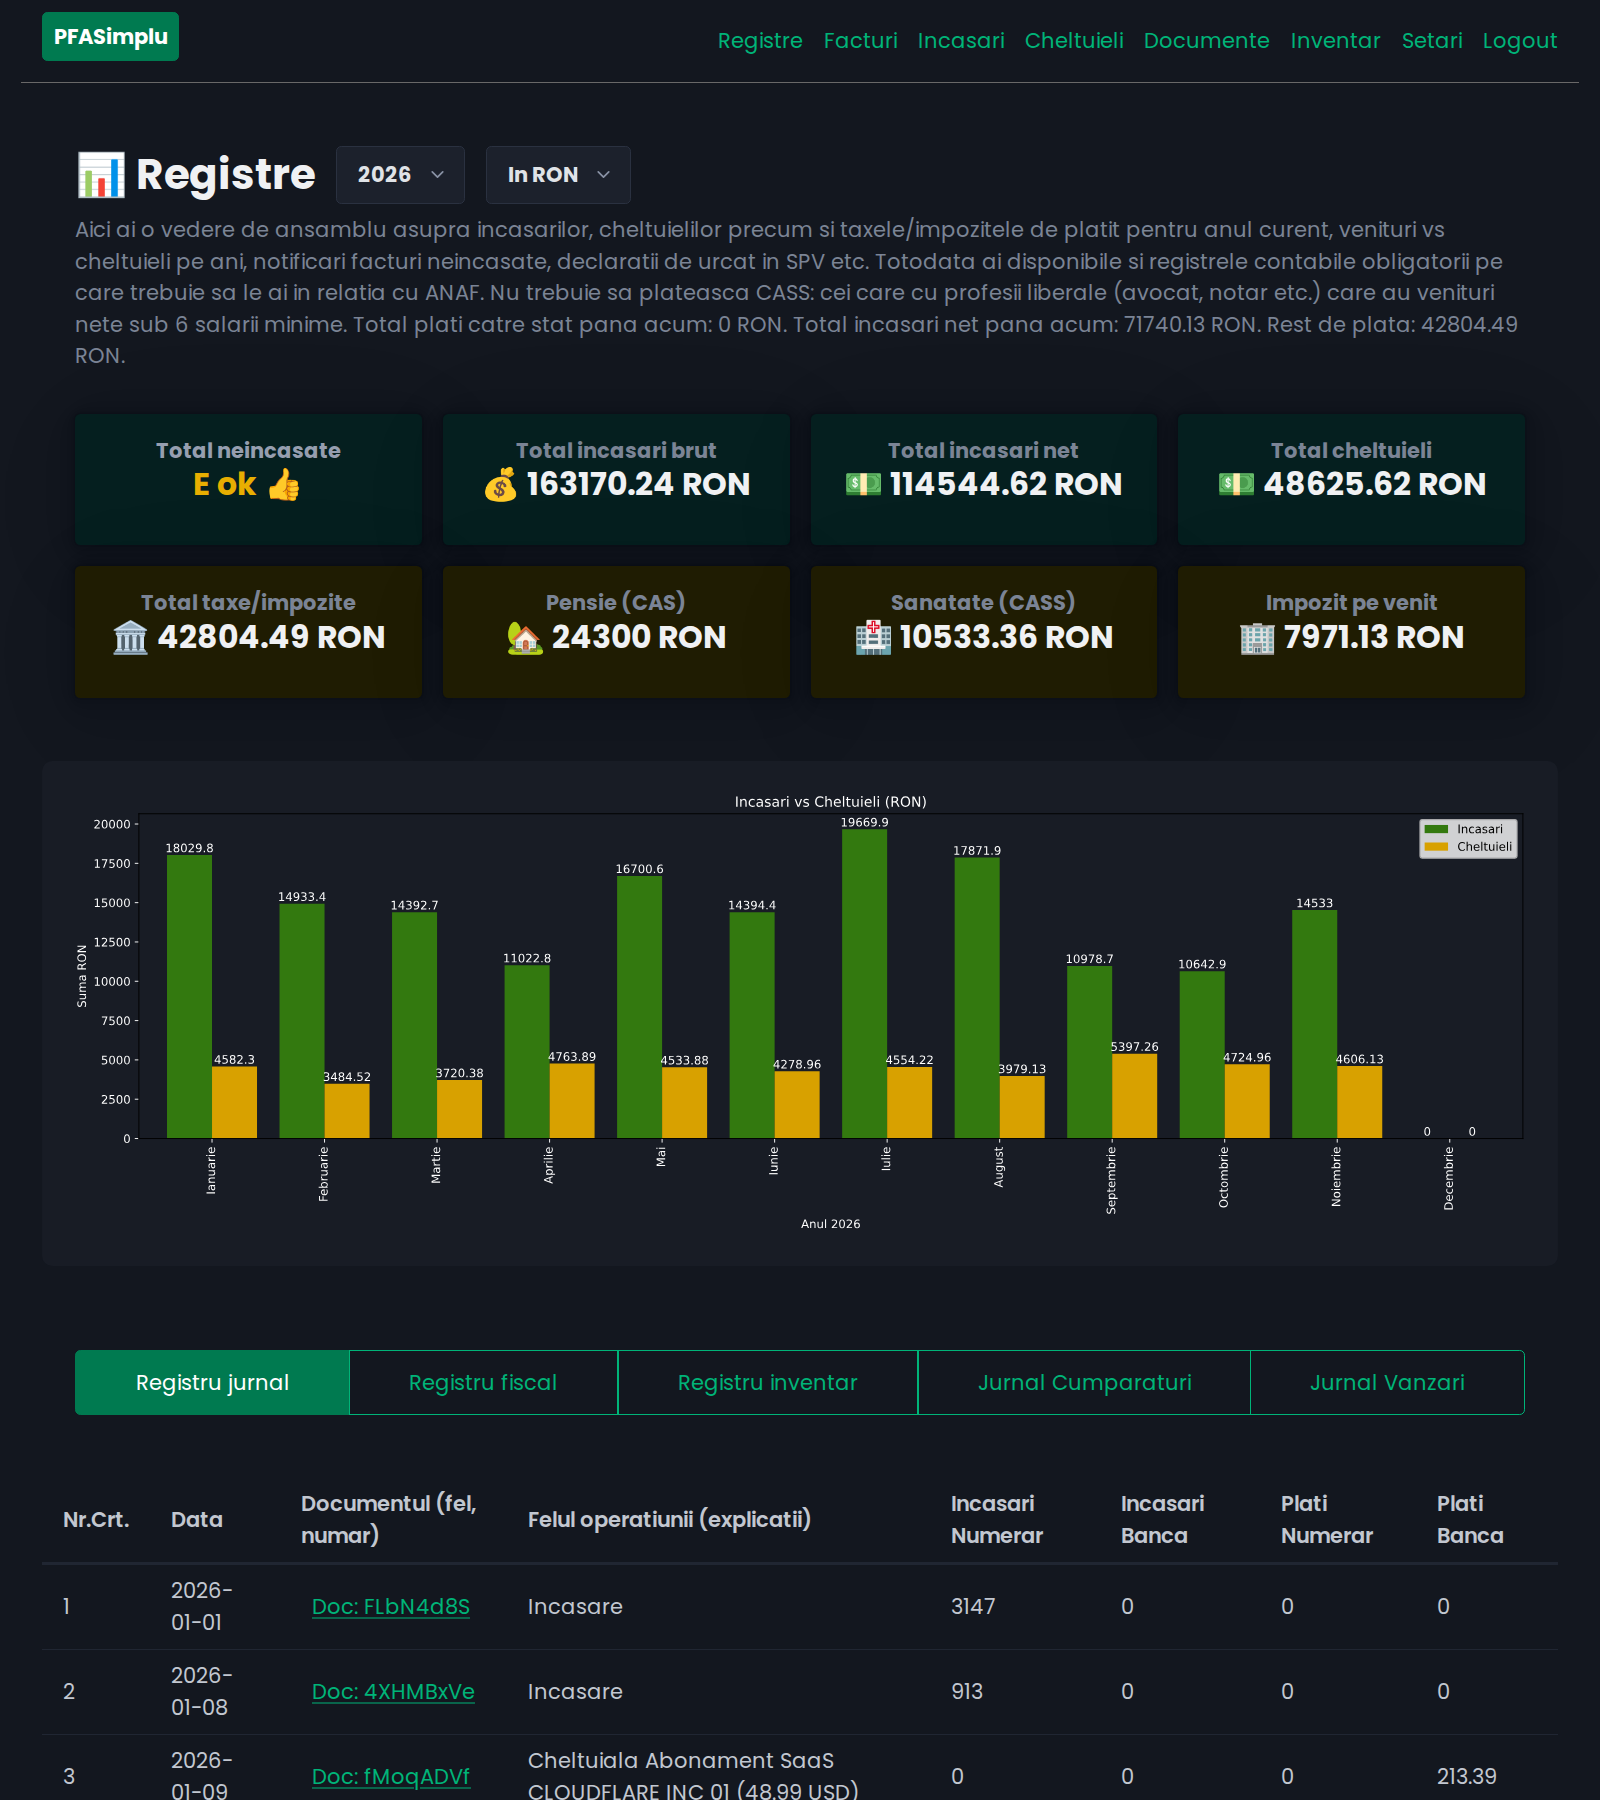 PFASimplu
Registre Facturi Incasari Cheltuieli Documente Inventar Setari Logout
📊 Registre 2026 In RON
Aici ai o vedere de ansamblu asupra incasarilor, cheltuielilor precum si taxele/impozitele de platit pentru anul curent, venituri vs
cheltuieli pe ani, notificari facturi neincasate, declaratii de urcat in SPV etc. Totodata ai disponibile si registrele contabile obligatorii pe
care trebuie sa le ai in relatia cu ANAF. Nu trebuie sa plateasca CASS: cei care cu profesii liberale (avocat, notar etc.) care au venituri
nete sub 6 salarii minime. Total plati catre stat pana acum: 0 RON. Total incasari net pana acum: 71740.13 RON. Rest de plata: 42804.49
RON.
Total neincasate
E ok 👍
Total incasari brut
💰 163170.24 RON
Total incasari net
💵 114544.62 RON
Total cheltuieli
💵 48625.62 RON
Total taxe/impozite
🏛️ 42804.49 RON
Pensie (CAS)
🏡 24300 RON
Sanatate (CASS)
🏥 10533.36 RON
Impozit pe venit
🏢 7971.13 RON
Incasari vs Cheltuieli (RON)
Incasari
Cheltuieli
Suma RON
20000
17500
15000
12500
10000
7500
5000
2500
0
18029.8
4582.3
14933.4
3484.52
14392.7
3720.38
11022.8
4763.89
16700.6
4533.88
14394.4
4278.96
19669.9
4554.22
17871.9
3979.13
10978.7
5397.26
10642.9
4724.96
14533
4606.13
0
0
Ianuarie
Februarie
Martie
Aprilie
Mai
Iunie
Iulie
August
Septembrie
Octombrie
Noiembrie
Decembrie
Anul 2026
Registru jurnal
Registru fiscal
Registru inventar
Jurnal Cumparaturi
Jurnal Vanzari
Nr.Crt.
Data
Documentul (fel,
numar)
Felul operatiunii (explicatii)
Incasari
Numerar
Incasari
Banca
Plati
Numerar
Plati
Banca
1
2026-
01-01
Doc: FLbN4d8S
Incasare
3147
0
0
0
2
2026-
01-08
Doc: 4XHMBxVe
Incasare
913
0
0
0
3
2026-
01-09
Doc: fMoqADVf
Cheltuiala Abonament SaaS
CLOUDFLARE INC 01 (48.99 USD)
0
0
0
213.39